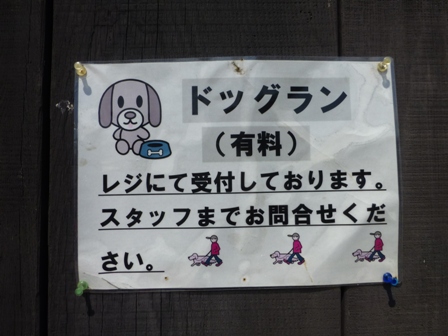 ドッグラン
（有料）
レジにて受付しております。
スタッフまでお問合せくだ
さい。